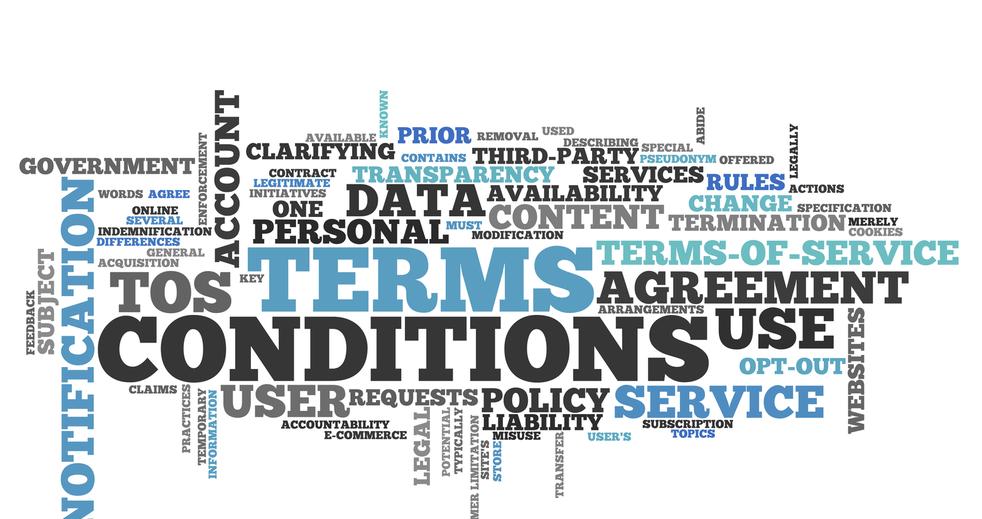 KNOWN
ACCOUNT
ABIDE
AVAILABLE
PRIOR
REMOVAL
USED
DESCRIBING
LEGALLY
GOVERNMENT
ENFORCEMENT
CLARIFYING
CONTAINS
THIRD-PARTY
SPECIAL
PSEUDONYM
OFFERED
CONTRACT
LEGITIMATE
INITIATIVES
TRANSPARENCY
SERVICES
RULES
ACTIONS
WORDS
AGREE
ONE
DATA
AVAILABILITY
CHANGE
SPECIFICATION
ONLINE
SEVERAL
INDEMNIFICATION
DIFFERENCES
PERSONAL
MUST
CONTENT
MODIFICATION
TERMINATION
MERELY
COOKIES
GENERAL
ACQUISITION
TERMS-OF-SERVICE
NOTIFICATION
SUBJECT
FEEDBACK
TOS
KEY
TERMS
AGREEMENT
ARRANGEMENTS
CONDITIONS
USE
OPT-OUT
WEBSITES
CLAIMS
PRACTICES
TEMPORARY
INFORMATION
USER
REQUESTS
POLICY
SERVICE
ACCOUNTABILITY
E-COMMERCE
LIABILITY
MISUSE
SUBSCRIPTION
USER'S
TOPICS
LEGAL
POTENTIAL
TYPICALLY
MER LIMITATION
SITE'S
STORE
TRANSFER